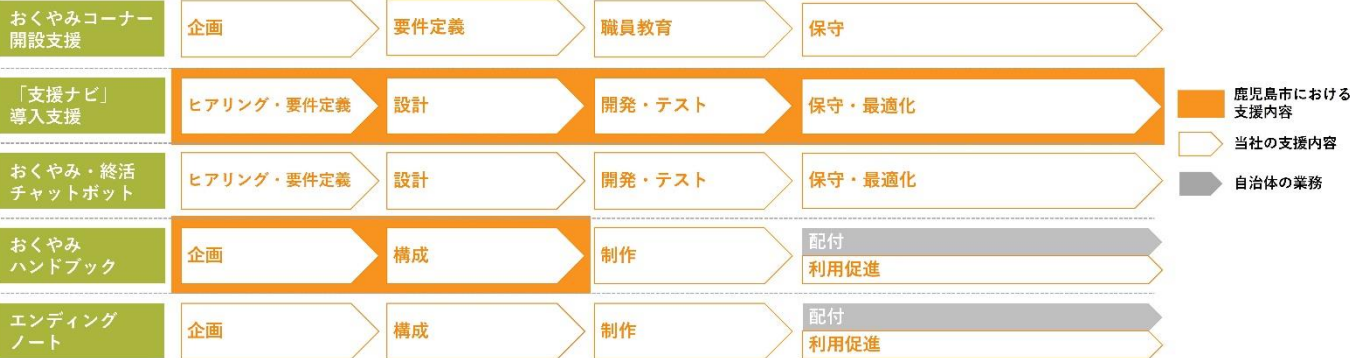 おくやみコーナー
開設支援
企画
要件定義
職員教育
保守
「支援ナビ」
導入支援
ヒアリング・要件定義
設計
開発・テスト
保守・最適化
おくやみ・終活
チャットボット
ヒアリング・要件定義
設計
開発・テスト
保守・最適化
おくやみ
ハンドブック
企画
構成
制作
配付
利用促進
エンディング
ノート
企画
構成
制作
配付
利用促進
鹿児島市における
支援内容
当社の支援内容
自治体の業務